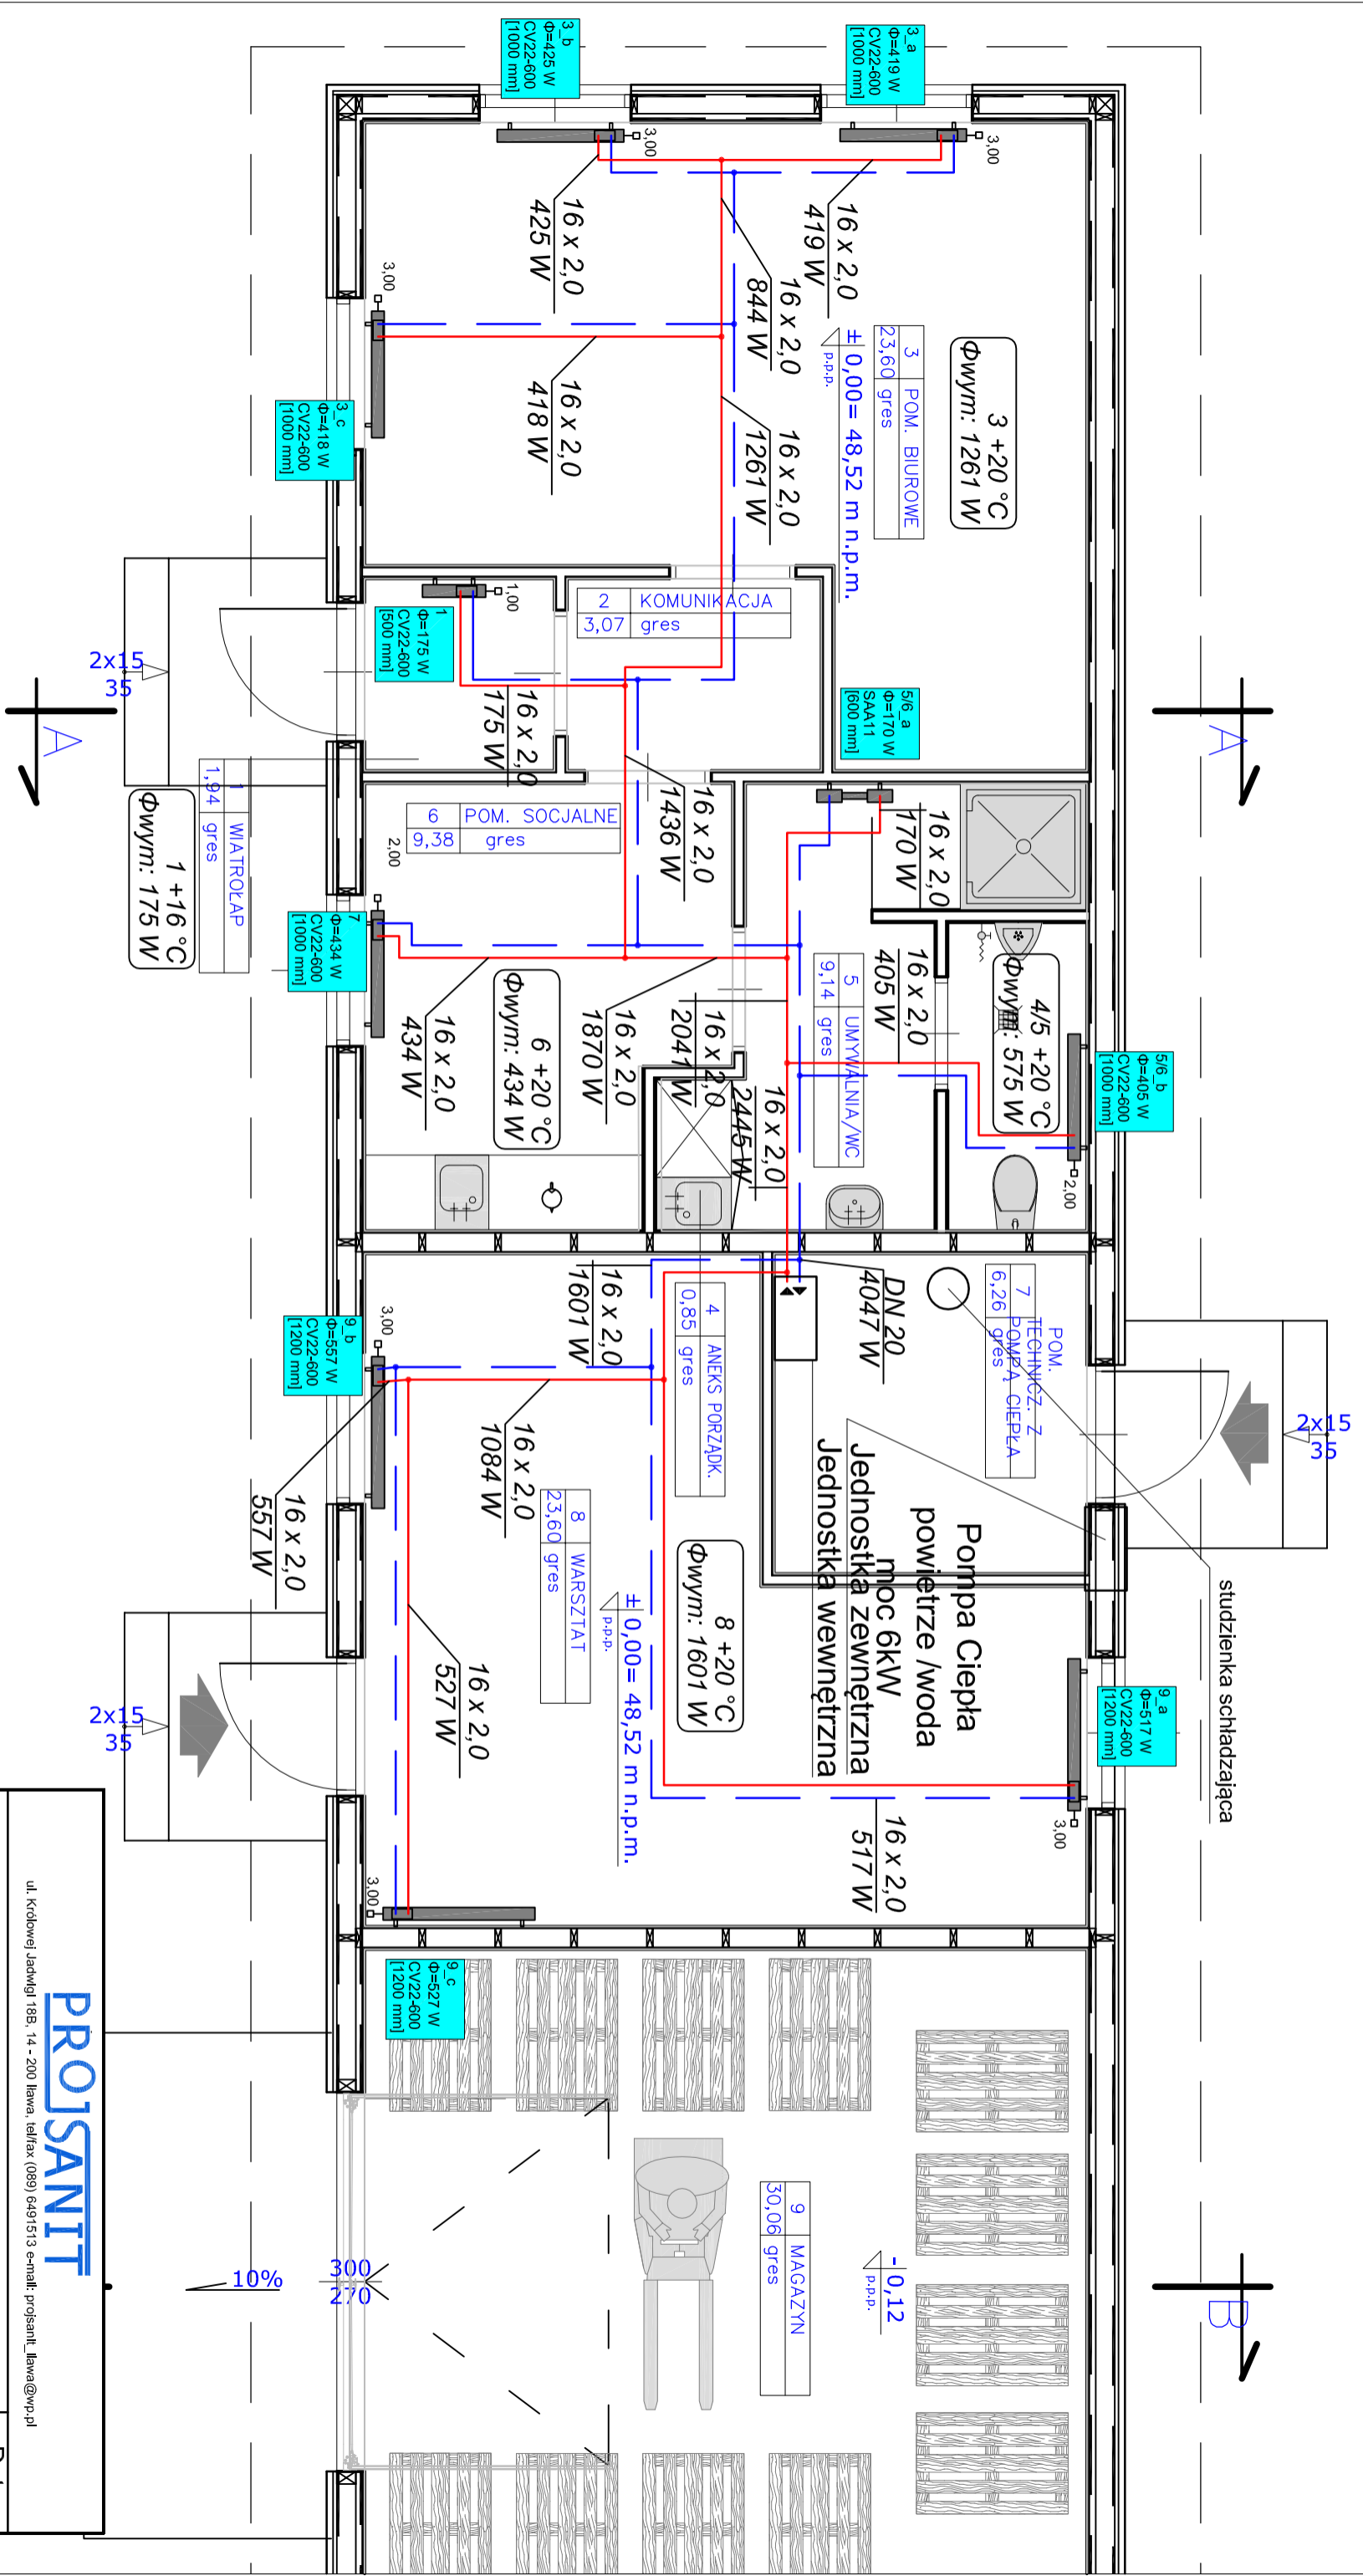 3_b
Φ=425 W
CV22-600
[1000 mm]
3_a
Φ=419 W
CV22-600
[1000 mm]
3,00
3,00
16 x 2,0
425 W
16 x 2,0
419 W
16 x 2,0
844 W
3 +20 °C
Φwym: 1261 W
3 POM. BIUROWE
23,60 gres
± 0,00= 48,52 m n.p.m.
p.p.p.
3,00
16 x 2,0
418 W
16 x 2,0
1261 W
3_c
Φ=418 W
CV22-600
[1000 mm]
2 KOMUNIKACJA
3,07 gres
1,00
1
Φ=175 W
CV22-600
[500 mm]
2x15
35
A
A
16 x 2,0
175 W
5/6_a
Φ=170 W
SAA11
[600 mm]
1 WIATROŁAP
1,94 gres
1 +16 °C
Φwym: 175 W
6 POM. SOCJALNE
9,38 gres
16 x 2,0
1436 W
16 x 2,0
170 W
2,00
7
Φ=434 W
CV22-600
[1000 mm]
16 x 2,0
434 W
6 +20 °C
Φwym: 434 W
16 x 2,0
1870 W
16 x 2,0
2041 W
16 x 2,0
2445 W
5 UMYWALNIA/WC
9,14 gres
16 x 2,0
405 W
4/5 +20 °C
Φwym: 575 W
5/6_b
Φ=405 W
CV22-600
[1000 mm]
2,00
16 x 2,0
1601 W
4 ANEKS PORZĄDK.
0,85 gres
DN 20
4047 W
POM.
7 TECHNICZ. Z
POMPĄ CIEPŁA
6,26 gres
2x15
35
3,00
9_b
Φ=557 W
CV22-600
[1200 mm]
16 x 2,0
1084 W
16 x 2,0
557 W
8 WARSZTAT
23,60 gres
± 0,00= 48,52 m n.p.m.
p.p.p.
8 +20 °C
Φwym: 1601 W
Pompa Ciepła
powietrze /woda
moc 6kW
Jednostka zewnętrzna
Jednostka wewnętrzna
studzienka schładzająca
9_a
Φ=517 W
CV22-600
[1200 mm]
3,00
16 x 2,0
527 W
16 x 2,0
517 W
2x15
35
3,00
9_c
Φ=527 W
CV22-600
[1200 mm]
9 MAGAZYN
30,06 gres
-0,12
p.p.p.
B
300
270
10%
PROJSANIT
ul. Królowej Jadwigi 18B, 14 - 200 Iława, tel/fax (089) 6491513 e-mail: projsanit_ilawa@wp.pl